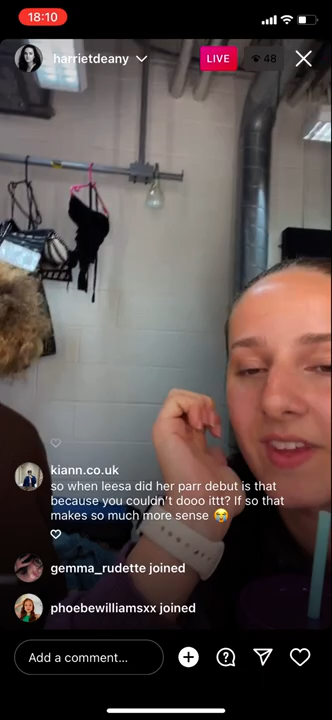 18:10
harrietdeany
LIVE
48
kiann.co.uk
so when leesa did her parr debut is that
because you couldn't dooo ittt? If so that
makes so much more sense 😭
gemma_rudette joined
phoebewilliamsxx joined
Add a comment...